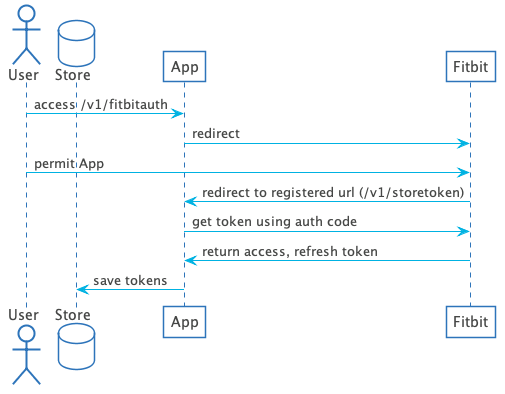 User Store App Fitbit
access /v1/fitbitauth
redirect
permit App
redirect to registered url (/v1/storetoken)
get token using auth code
return access, refresh token
save tokens
User Store App Fitbit